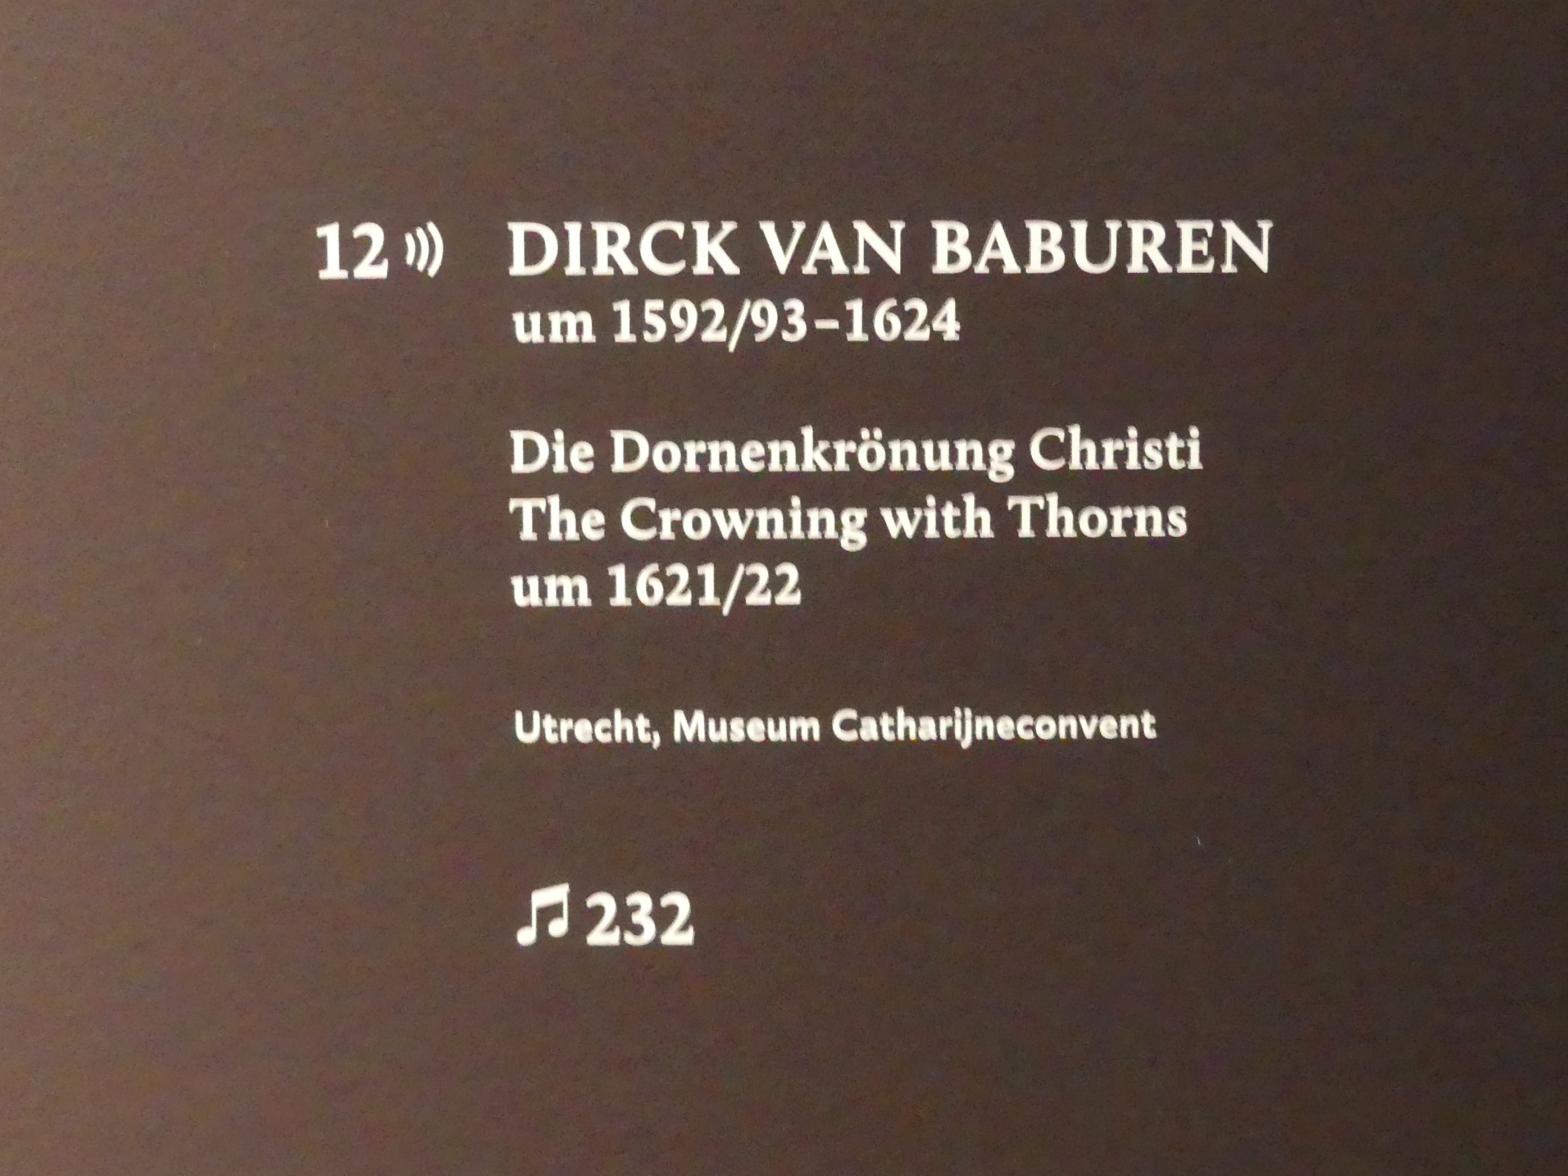 12 DIRCK VAN BABUREN
um 1592/93–1624
Die Dornenkrönung Christi
The Crowning with Thorns
um 1621/22
Utrecht, Museum Catharijneconvent
♫ 232